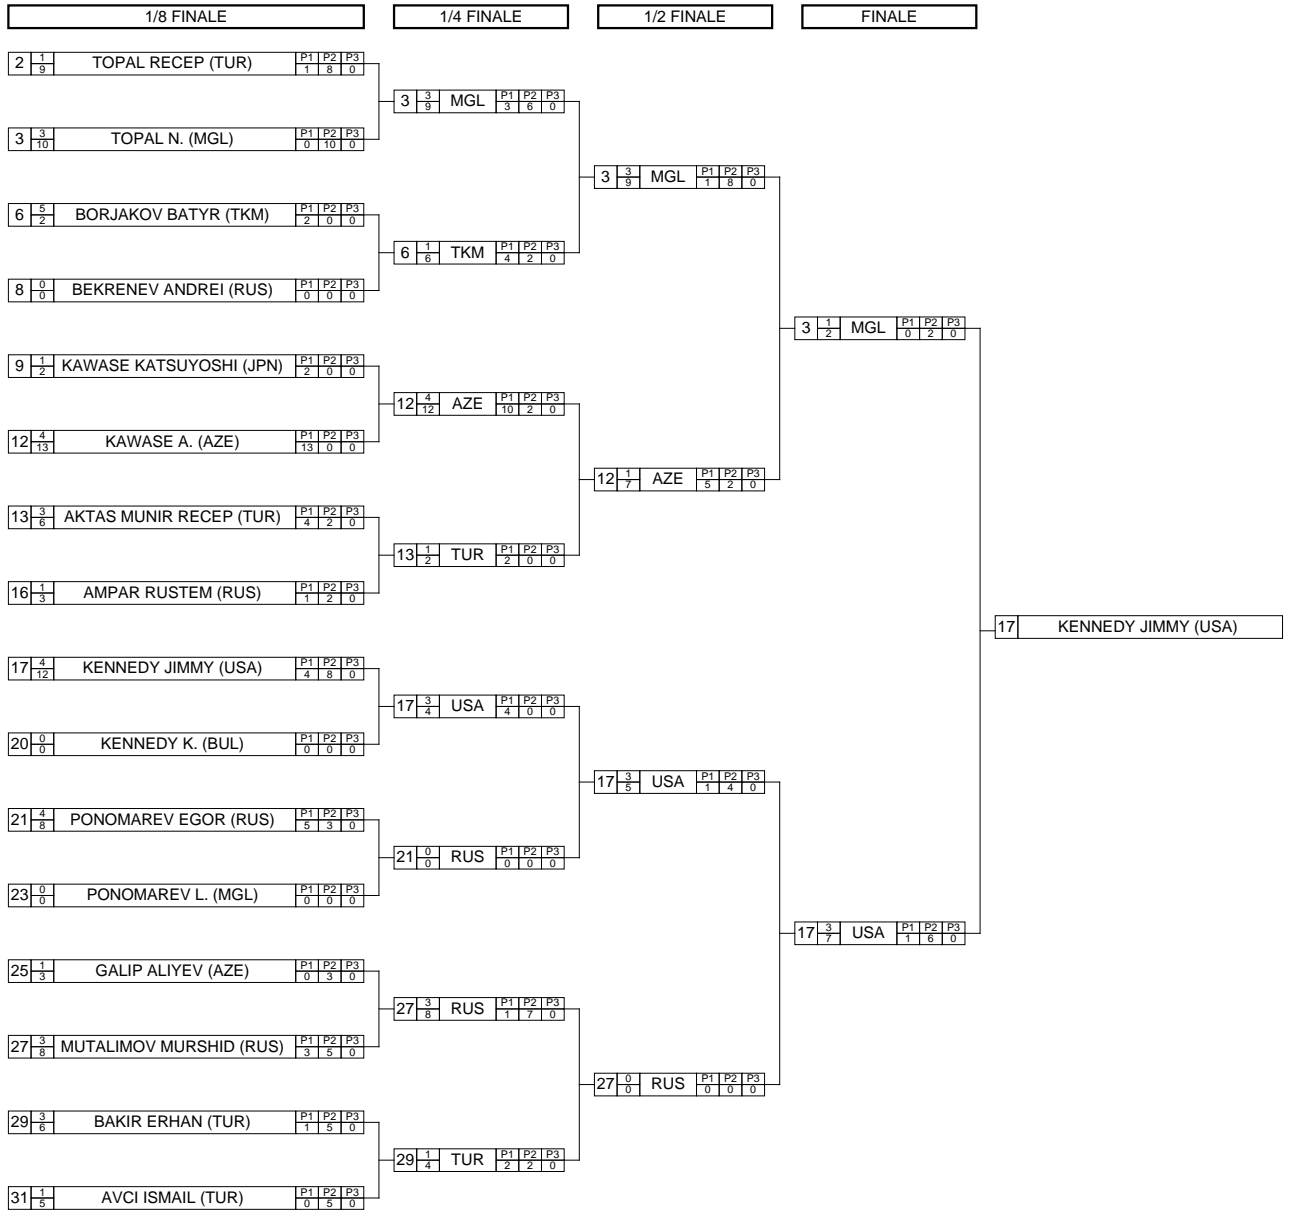 1/8 FINALE 1/4 FINALE 1/2 FINALE FINALE
2 1 9 TOPAL RECEP (TUR) P1 P2 P3 1 8 0
3 3 9 MGL P1 P2 P3 3 6 0
3 3 10 TOPAL N. (MGL) P1 P2 P3 0 10 0
3 3 9 MGL P1 P2 P3 1 8 0
6 5 2 BORJAKOV BATYR (TKM) P1 P2 P3 2 0 0
6 1 6 TKM P1 P2 P3 4 2 0
8 0 0 BEKRENEV ANDREI (RUS) P1 P2 P3 0 0 0
3 1 2 MGL P1 P2 P3 0 2 0
9 1 2 KAWASE KATSUYOSHI (JPN) P1 P2 P3 2 0 0
12 4 12 AZE P1 P2 P3 10 2 0
12 4 13 KAWASE A. (AZE) P1 P2 P3 13 0 0
12 1 7 AZE P1 P2 P3 5 2 0
13 3 6 AKTAS MUNIR RECEP (TUR) P1 P2 P3 4 2 0
13 1 2 TUR P1 P2 P3 2 0 0
16 1 3 AMPAR RUSTEM (RUS) P1 P2 P3 1 2 0
17 KENNEDY JIMMY (USA)
17 4 12 KENNEDY JIMMY (USA) P1 P2 P3 4 8 0
17 3 4 USA P1 P2 P3 4 0 0
20 0 0 KENNEDY K. (BUL) P1 P2 P3 0 0 0
17 3 5 USA P1 P2 P3 1 4 0
21 4 8 PONOMAREV EGOR (RUS) P1 P2 P3 5 3 0
21 0 0 RUS P1 P2 P3 0 0 0
23 0 0 PONOMAREV L. (MGL) P1 P2 P3 0 0 0
17 3 7 USA P1 P2 P3 1 6 0
25 1 3 GALIP ALIYEV (AZE) P1 P2 P3 0 3 0
27 3 8 RUS P1 P2 P3 1 7 0
27 3 8 MUTALIMOV MURSHID (RUS) P1 P2 P3 3 5 0
27 0 0 RUS P1 P2 P3 0 0 0
29 3 6 BAKIR ERHAN (TUR) P1 P2 P3 1 5 0
29 1 4 TUR P1 P2 P3 2 2 0
31 1 5 AVCI ISMAIL (TUR) P1 P2 P3 0 5 0